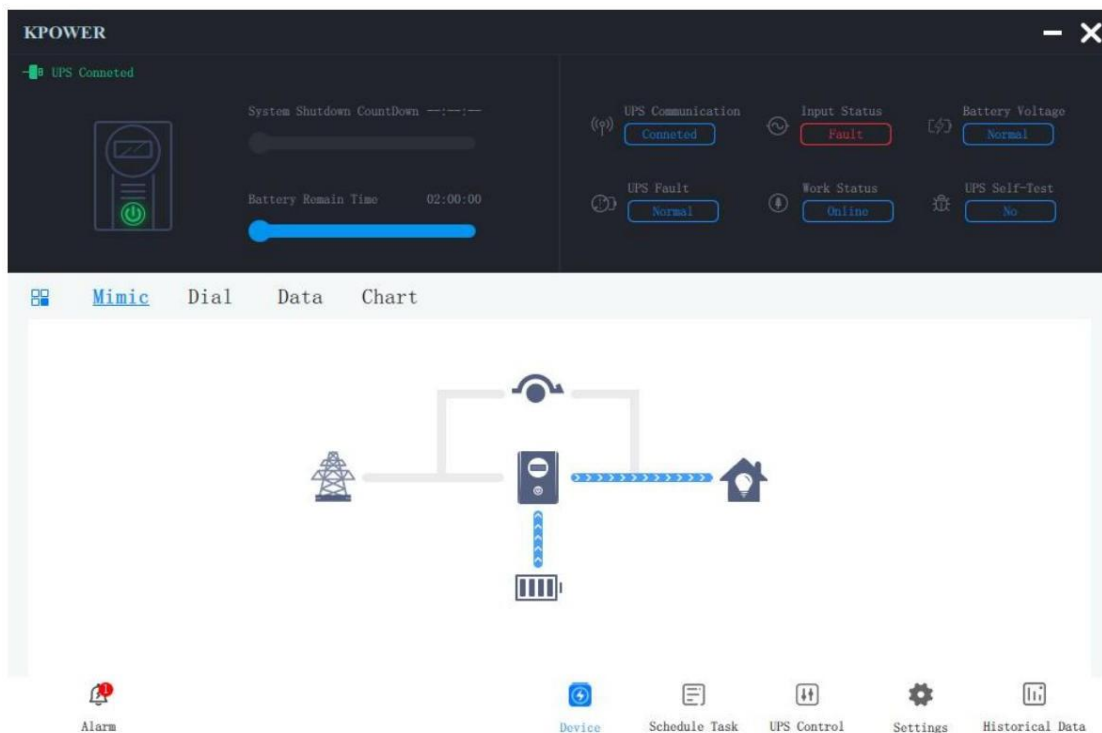 KPOWER
UPS Conneted
System Shutdown CountDown --:--:--
Battery Remain Time 02:00:00
UPS Communication
Conneted
Input Status
Fault
Battery Voltage
Normal
UPS Fault
Normal
Work Status
Online
UPS Self-Test
No
Mimic Dial Data Chart
1
Alarm
Device
Schedule Task
UPS Control
Settings
Historical Data